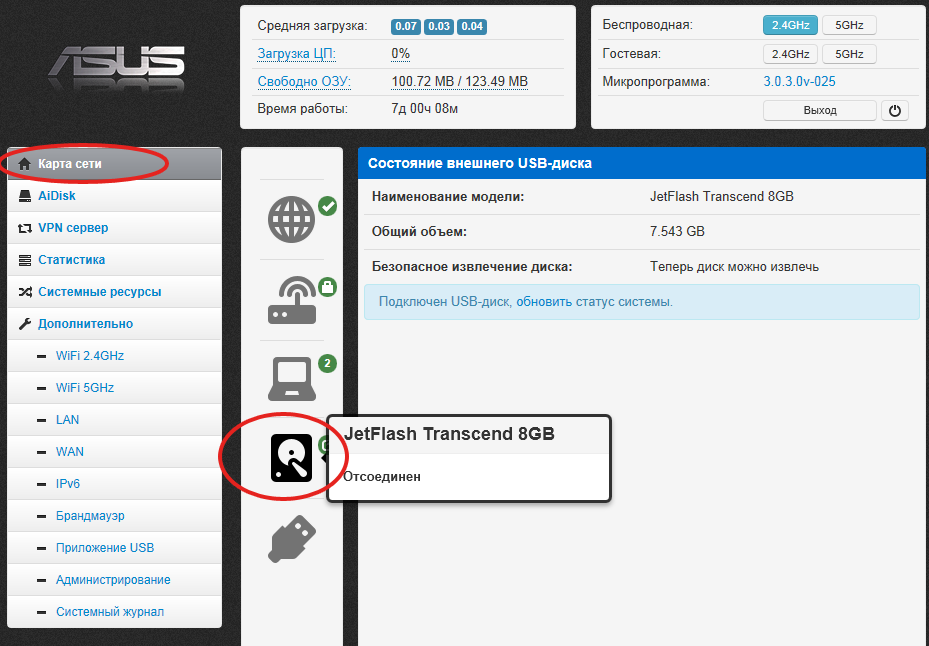 ASUS
Средняя загрузка: 0.07 0.03 0.04
Загрузка ЦП: 0%
Свободно ОЗУ: 100.72 MB / 123.49 MB
Время работы: 7д 00ч 08м
Беспроводная: 2.4GHz 5GHz
Гостевая: 2.4GHz 5GHz
Микропрограмма: 3.0.3.0v-025
Выход
Карта сети
AiDisk
VPN сервер
Статистика
Системные ресурсы
Дополнительно
WiFi 2.4GHz
WiFi 5GHz
LAN
WAN
IPv6
Брандмауэр
Приложение USB
Администрирование
Системный журнал
2
JetFlash Transcend 8GB
Отсоединен
Состояние внешнего USB-диска
Наименование модели: JetFlash Transcend 8GB
Общий объем: 7.543 GB
Безопасное извлечение диска: Теперь диск можно извлечь
Подключен USB-диск, обновить статус системы.